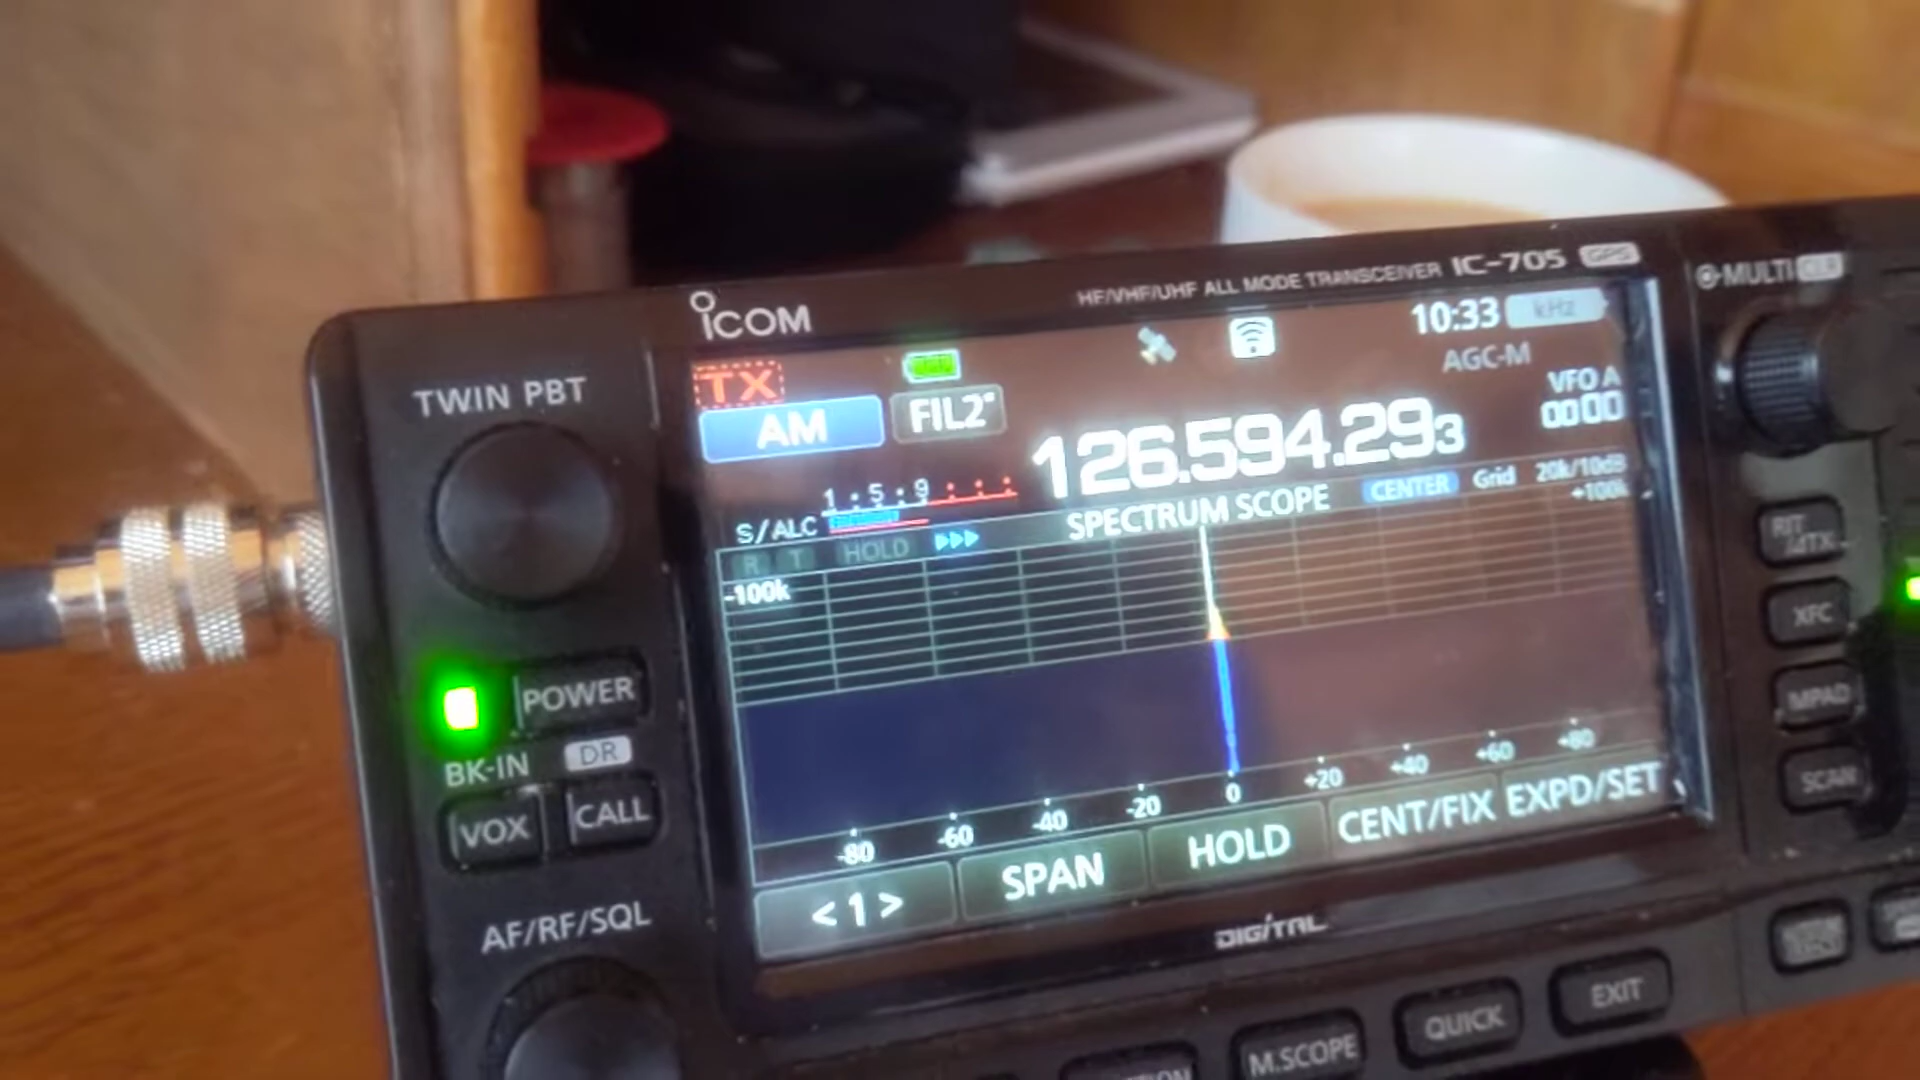 ICOM
HF/VHF/UHF ALL MODE TRANSCEIVER IC-705 GPS
MULTI CLR
TWIN PBT
TX
10:33 kHz
AGC-M
AM FIL2
VFO A
126.594.293
0000
S/ALC 1 5 9
SPECTRUM SCOPE CENTER Grid 20k/10dB
+100k
R T HOLD
-100k
-80 -60 -40 -20 0 +20 +40 +60 +80
< 1 > SPAN HOLD CENT/FIX EXPD/SET
POWER
BK-IN DR
VOX CALL
AF/RF/SQL
DIGITAL
RIT
XFC
MPAD
SCAN
M.SCOPE QUICK EXIT